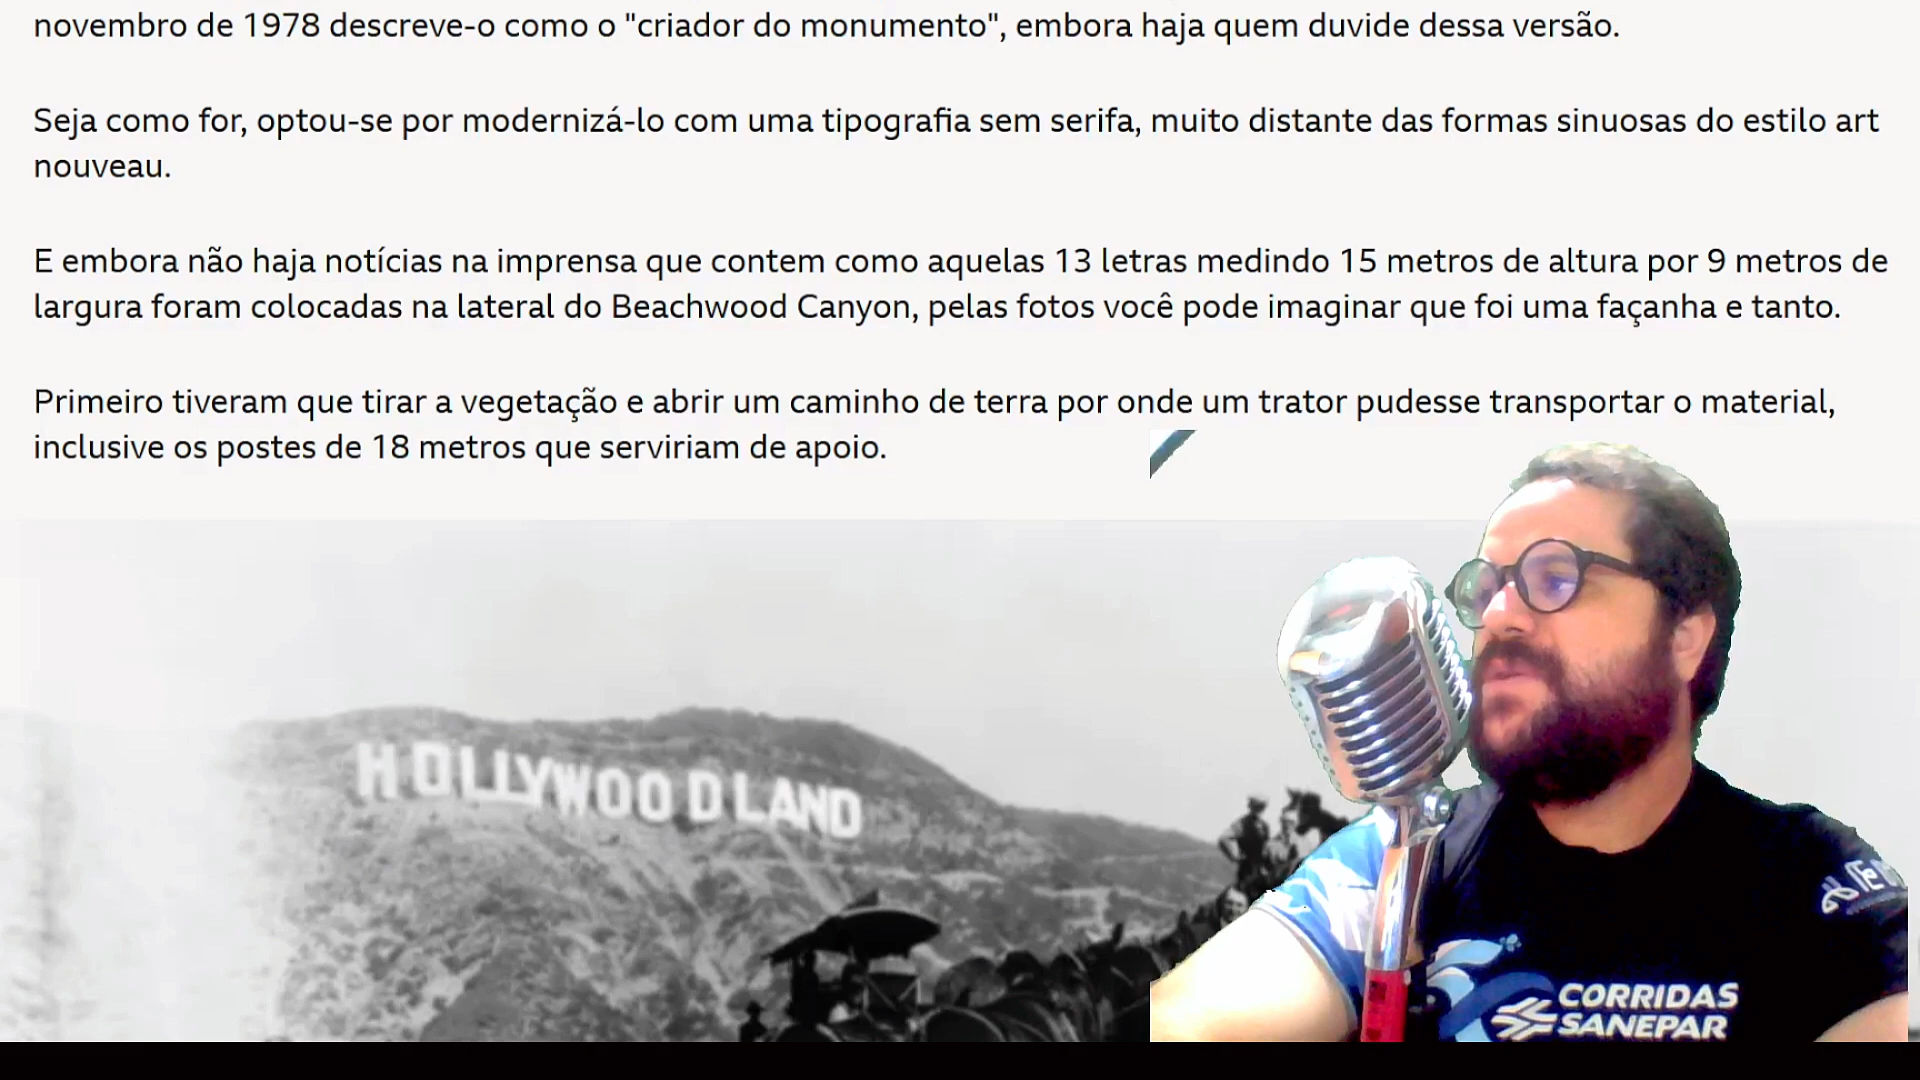 novembro de 1978 descreve-o como o "criador do monumento", embora haja quem duvide dessa versão.
Seja como for, optou-se por modernizá-lo com uma tipografia sem serifa, muito distante das formas sinuosas do estilo art
nouveau.
E embora não haja notícias na imprensa que contem como aquelas 13 letras medindo 15 metros de altura por 9 metros de
largura foram colocadas na lateral do Beachwood Canyon, pelas fotos você pode imaginar que foi uma façanha e tanto.
Primeiro tiveram que tirar a vegetação e abrir um caminho de terra por onde um trator pudesse transportar o material,
inclusive os postes de 18 metros que serviriam de apoio.
HOLLYWOODLAND
CORRIDAS
SANEPAR